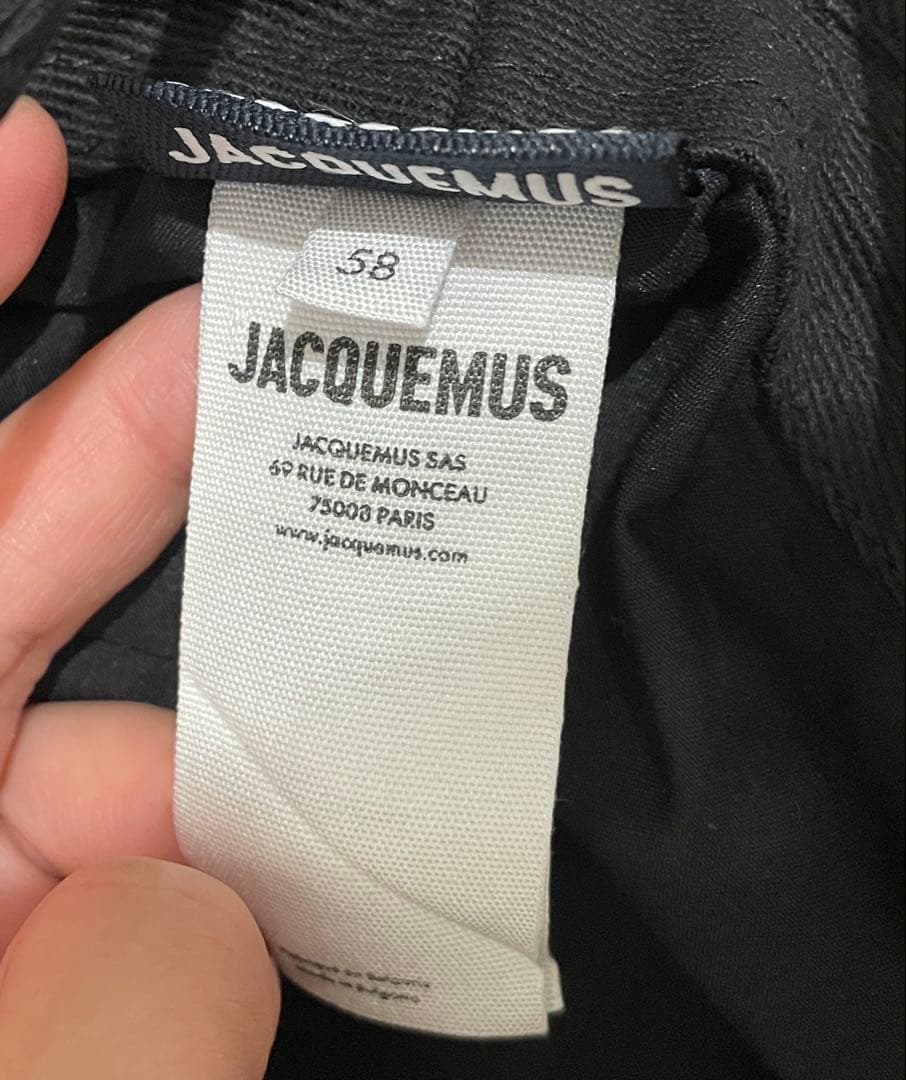 JACQUEMUS
58
JACQUEMUS
JACQUEMUS SAS
69 RUE DE MONCEAU
75008 PARIS
www.jacquemus.com